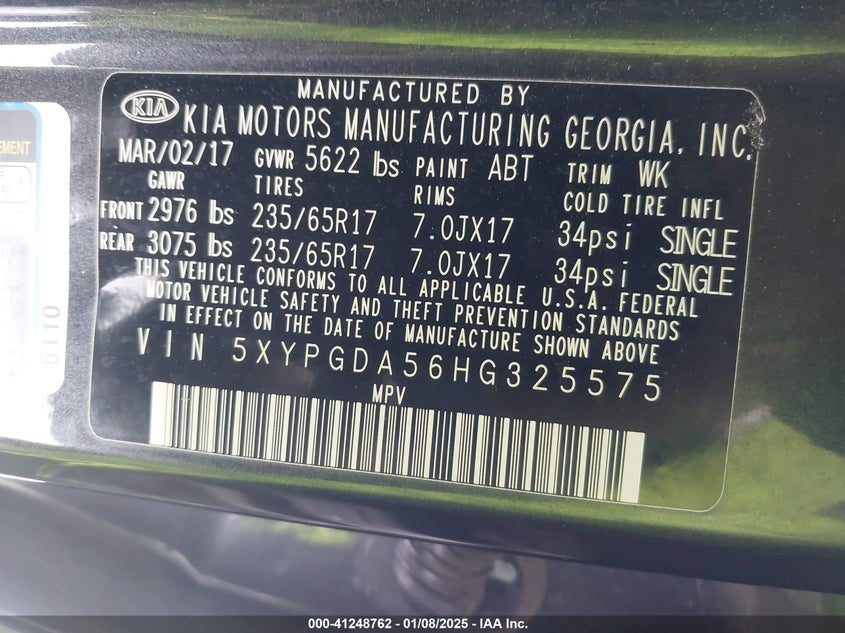 MANUFACTURED BY
KIA KIA MOTORS MANUFACTURING GEORGIA, INC.
MAR/02/17 GVWR 5622 lbs PAINT ABT TRIM WK
GAWR TIRES RIMS COLD TIRE INFL
FRONT 2976 lbs 235/65R17 7.0JX17 34psi SINGLE
REAR 3075 lbs 235/65R17 7.0JX17 34psi SINGLE
THIS VEHICLE CONFORMS TO ALL APPLICABLE U.S.A. FEDERAL
MOTOR VEHICLE SAFETY AND THEFT PREVENTION STANDARDS
IN EFFECT ON THE DATE OF MANUFACTURE SHOWN ABOVE
VIN 5XYPGDA56HG325575
MPV
6110
000-41248762 - 01/08/2025 - IAA Inc.